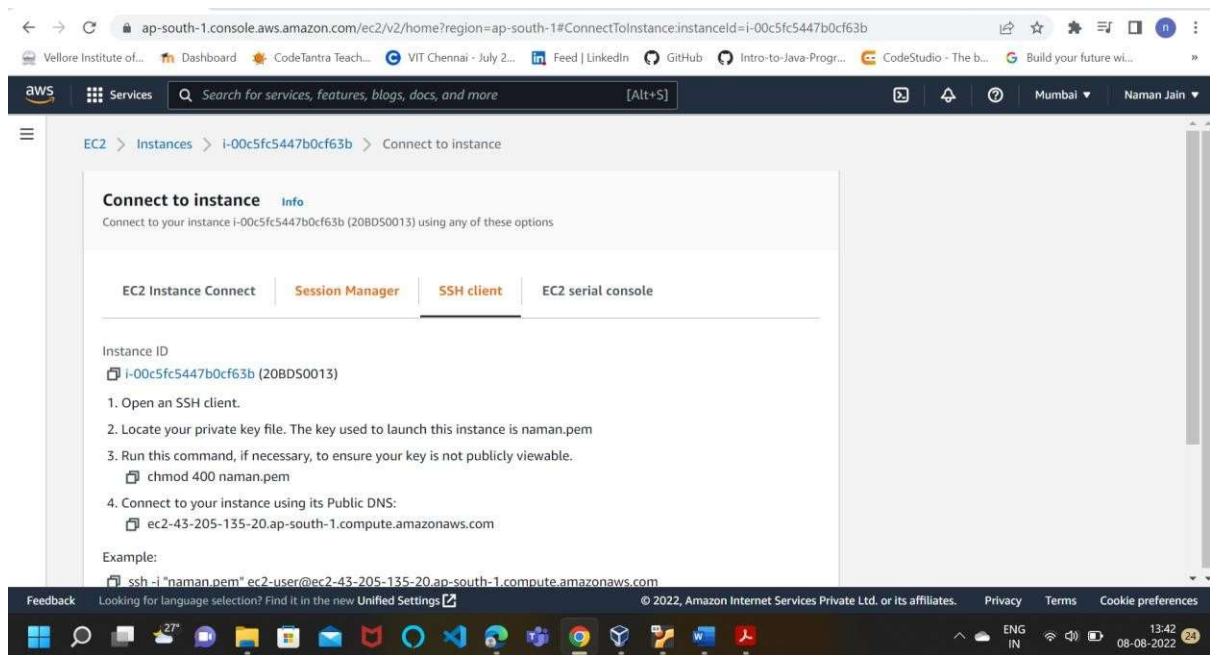 ap-south-1.console.aws.amazon.com/ec2/v2/home?region=ap-south-1#ConnectToInstance:instanceId=i-00c5fc5447b0cf63b
n
Vellore Institute of... Dashboard CodeTantra Teach... VIT Chennai - July 2... Feed | LinkedIn GitHub Intro-to-Java-Progr... CodeStudio - The b... Build your future wi... »
aws Services Search for services, features, blogs, docs, and more [Alt+S] Mumbai ▼ Naman Jain ▼
EC2 > Instances > i-00c5fc5447b0cf63b > Connect to instance
Connect to instance Info
Connect to your instance i-00c5fc5447b0cf63b (20BDS0013) using any of these options
EC2 Instance Connect Session Manager SSH client EC2 serial console
Instance ID
i-00c5fc5447b0cf63b (20BDS0013)
1. Open an SSH client.
2. Locate your private key file. The key used to launch this instance is naman.pem
3. Run this command, if necessary, to ensure your key is not publicly viewable.
chmod 400 naman.pem
4. Connect to your instance using its Public DNS:
ec2-43-205-135-20.ap-south-1.compute.amazonaws.com
Example:
ssh -i "naman.pem" ec2-user@ec2-43-205-135-20.ap-south-1.compute.amazonaws.com
Feedback Looking for language selection? Find it in the new Unified Settings © 2022, Amazon Internet Services Private Ltd. or its affiliates. Privacy Terms Cookie preferences
27° ENG IN 13:42 08-08-2022 24